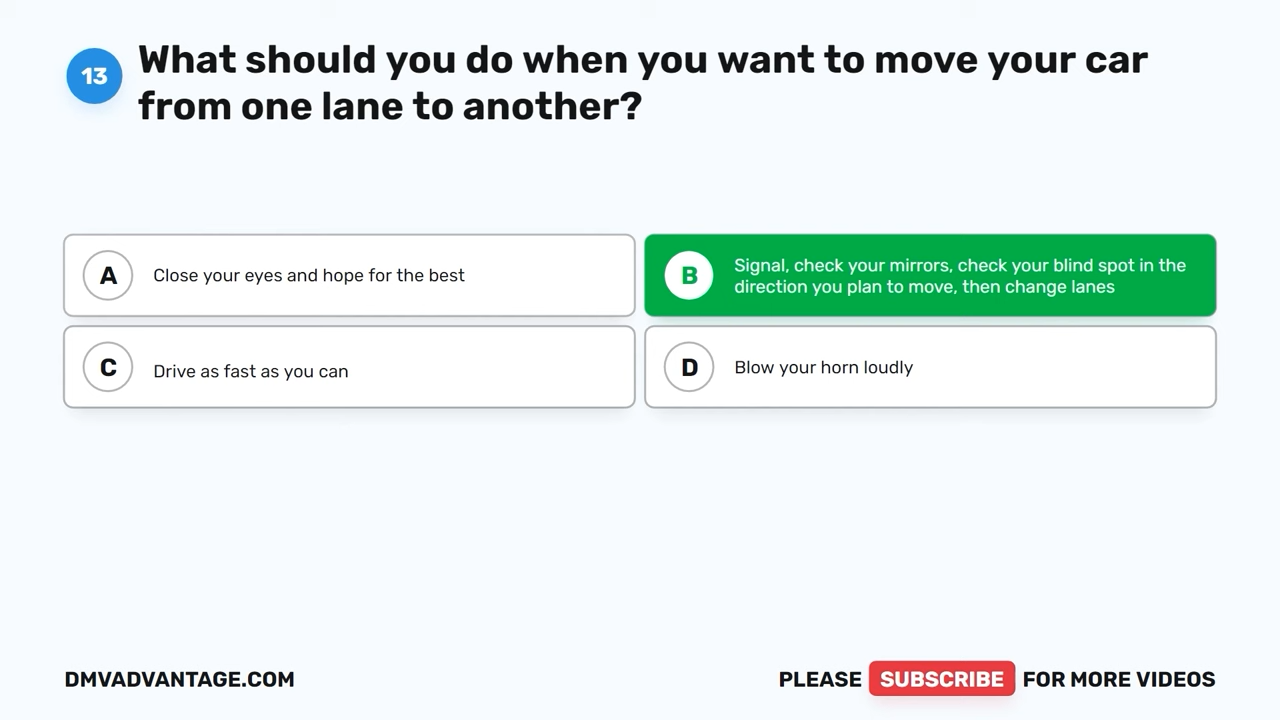 13
What should you do when you want to move your car
from one lane to another?
A
Close your eyes and hope for the best
B
Signal, check your mirrors, check your blind spot in the
direction you plan to move, then change lanes
C
Drive as fast as you can
D
Blow your horn loudly
DMVADVANTAGE.COM
PLEASE SUBSCRIBE FOR MORE VIDEOS